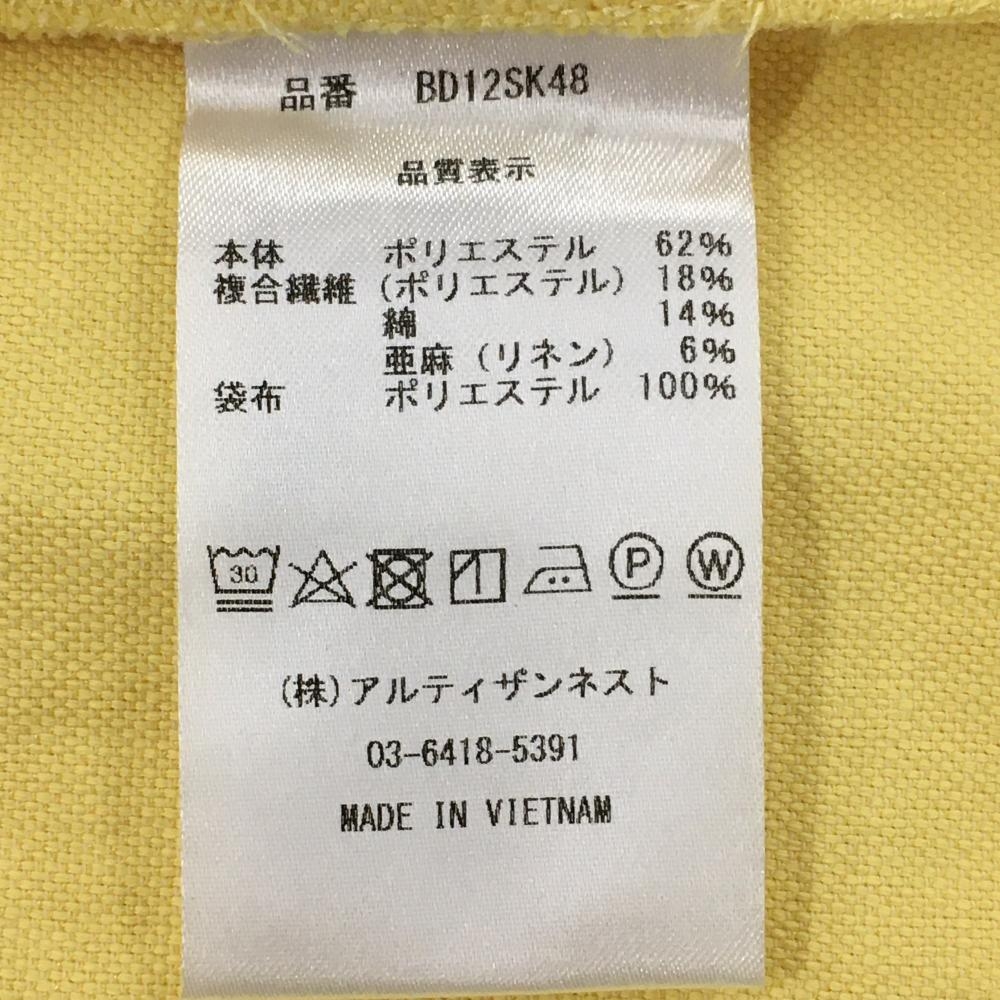 品番 BD12SK48
品質表示
本体 ポリエステル 62%
複合繊維 (ポリエステル) 18%
綿 14%
亜麻 (リネン) 6%
袋布 ポリエステル 100%
30 P W
(株)アルティザンネスト
03-6418-5391
MADE IN VIETNAM